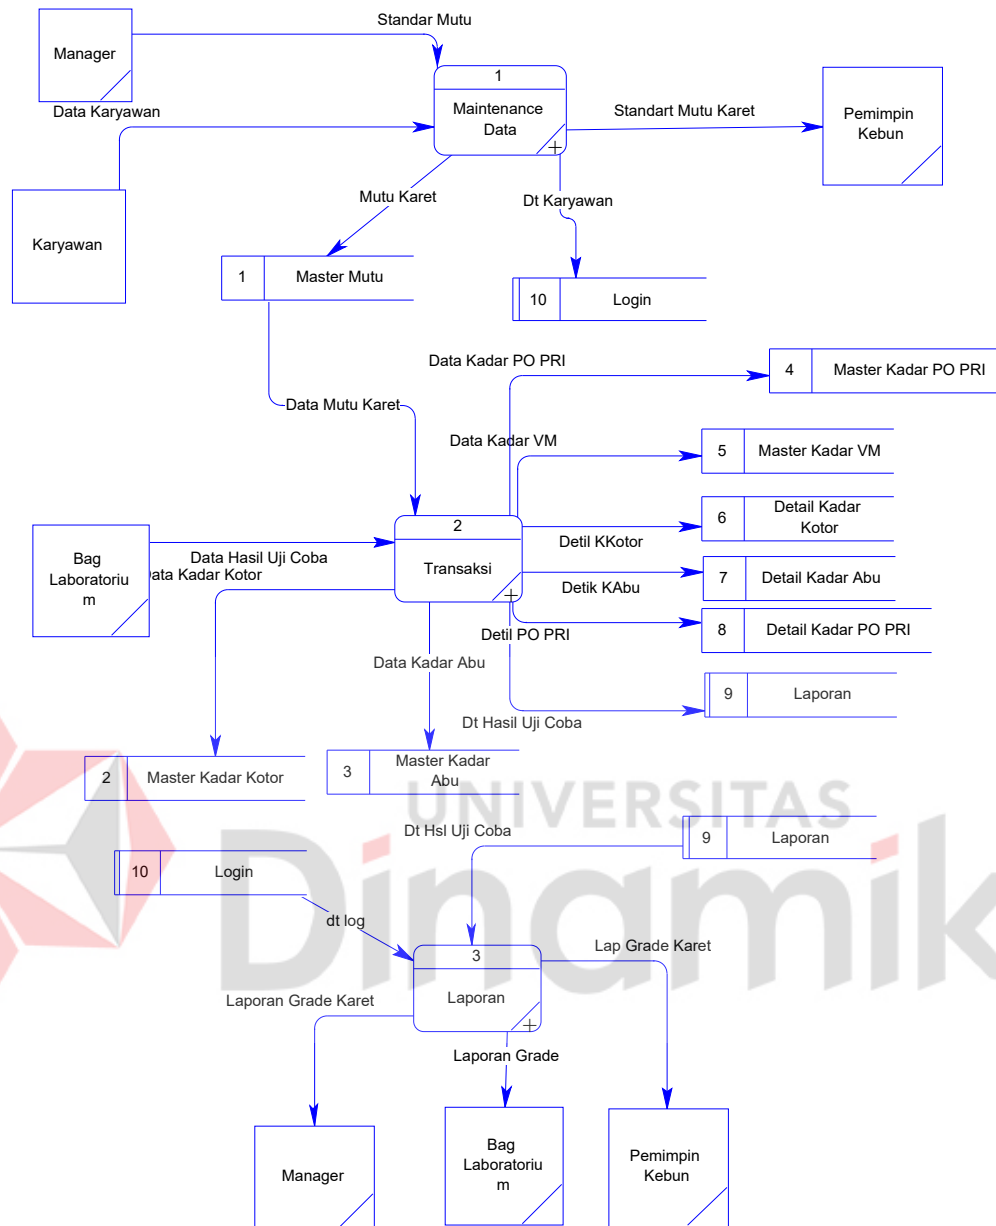 Standar Mutu
Manager
1
Maintenance
Data
Data Karyawan
Standart Mutu Karet
Pemimpin
Kebun
Karyawan
Mutu Karet
Dt Karyawan
1
Master Mutu
10
Login
Data Kadar PO PRI
4
Master Kadar PO PRI
Data Mutu Karet
Data Kadar VM
5
Master Kadar VM
6
Detail Kadar
Kotor
2
Transaksi
Bag
Laboratoriu
m
Data Hasil Uji Coba
Data Kadar Kotor
Detil KKotor
Detik KAbu
7
Detail Kadar Abu
Detil PO PRI
8
Detail Kadar PO PRI
Data Kadar Abu
9
Laporan
Dt Hasil Uji Coba
2
Master Kadar Kotor
3
Master Kadar
Abu
UNIVERSITAS
Dinamik
Dt Hsl Uji Coba
9
Laporan
10
Login
dt log
3
Laporan
Lap Grade Karet
Laporan Grade Karet
Laporan Grade
Manager
Bag
Laboratoriu
m
Pemimpin
Kebun